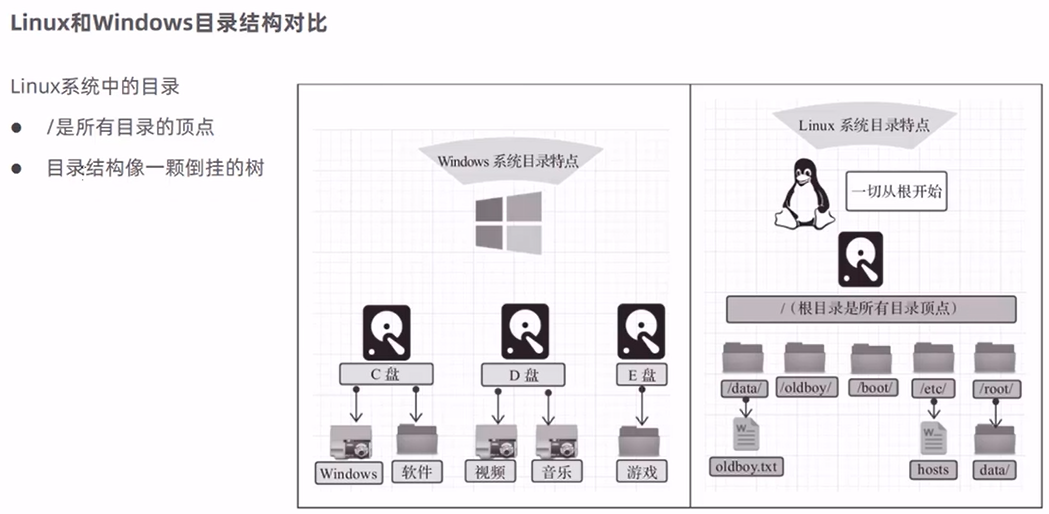 Linux和Windows目录结构对比
Linux系统中的目录
● /是所有目录的顶点
● 目录结构像一颗倒挂的树
Windows 系统目录特点
C 盘
D 盘
E 盘
Windows
软件
视频
音乐
游戏
Linux 系统目录特点
一切从根开始
/（根目录是所有目录顶点）
/data/
/oldboy/
/boot/
/etc/
/root/
W
W
oldboy.txt
hosts
data/